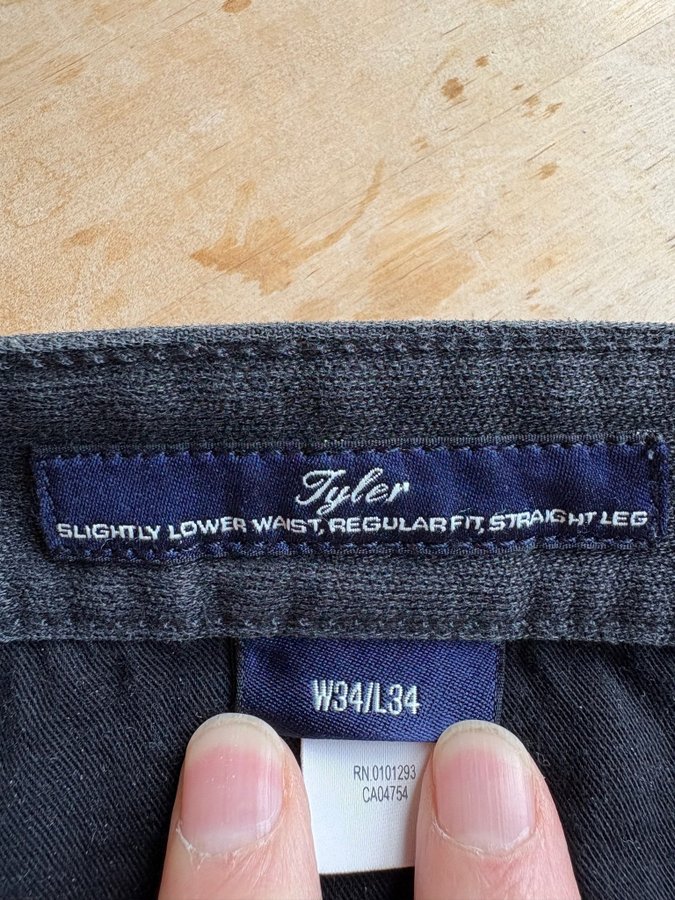 Tyler
SLIGHTLY LOWER WAIST, REGULAR FIT, STRAIGHT LEG
W34/L34
RN.0101293
CA04754